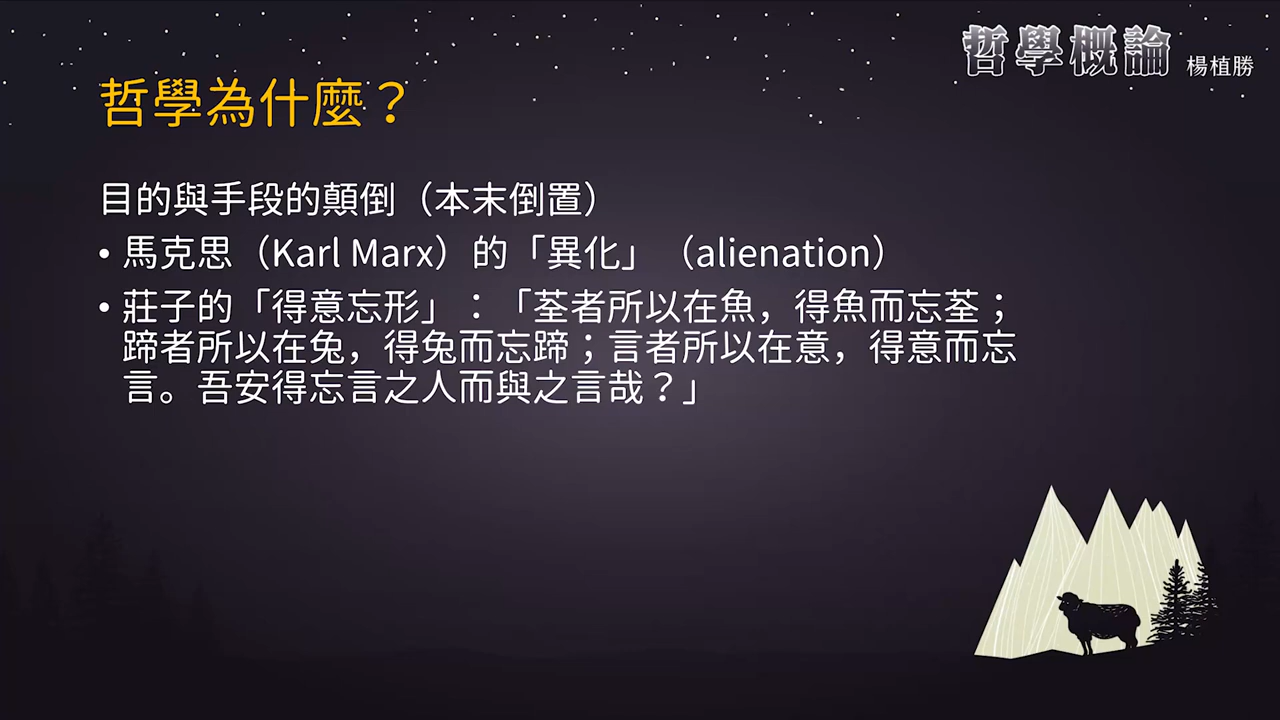 哲學概論 楊植勝
哲學為什麼？
目的與手段的顛倒（本末倒置）
• 馬克思（Karl Marx）的「異化」（alienation）
• 莊子的「得意忘形」：「荃者所以在魚，得魚而忘荃；
蹄者所以在兔，得兔而忘蹄；言者所以在意，得意而忘
言。吾安得忘言之人而與之言哉？」